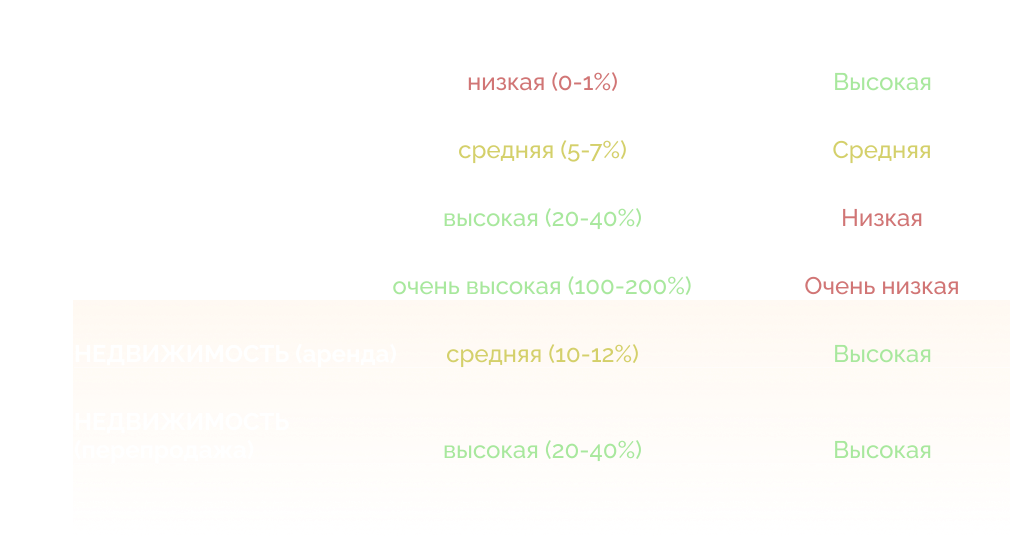 низкая (0-1%) Высокая
средняя (5-7%) Средняя
высокая (20-40%) Низкая
очень высокая (100-200%) Очень низкая
НЕДВИЖИМОСТЬ (аренда) средняя (10-12%) Высокая
НЕДВИЖИМОСТЬ
высокая (20-40%) Высокая